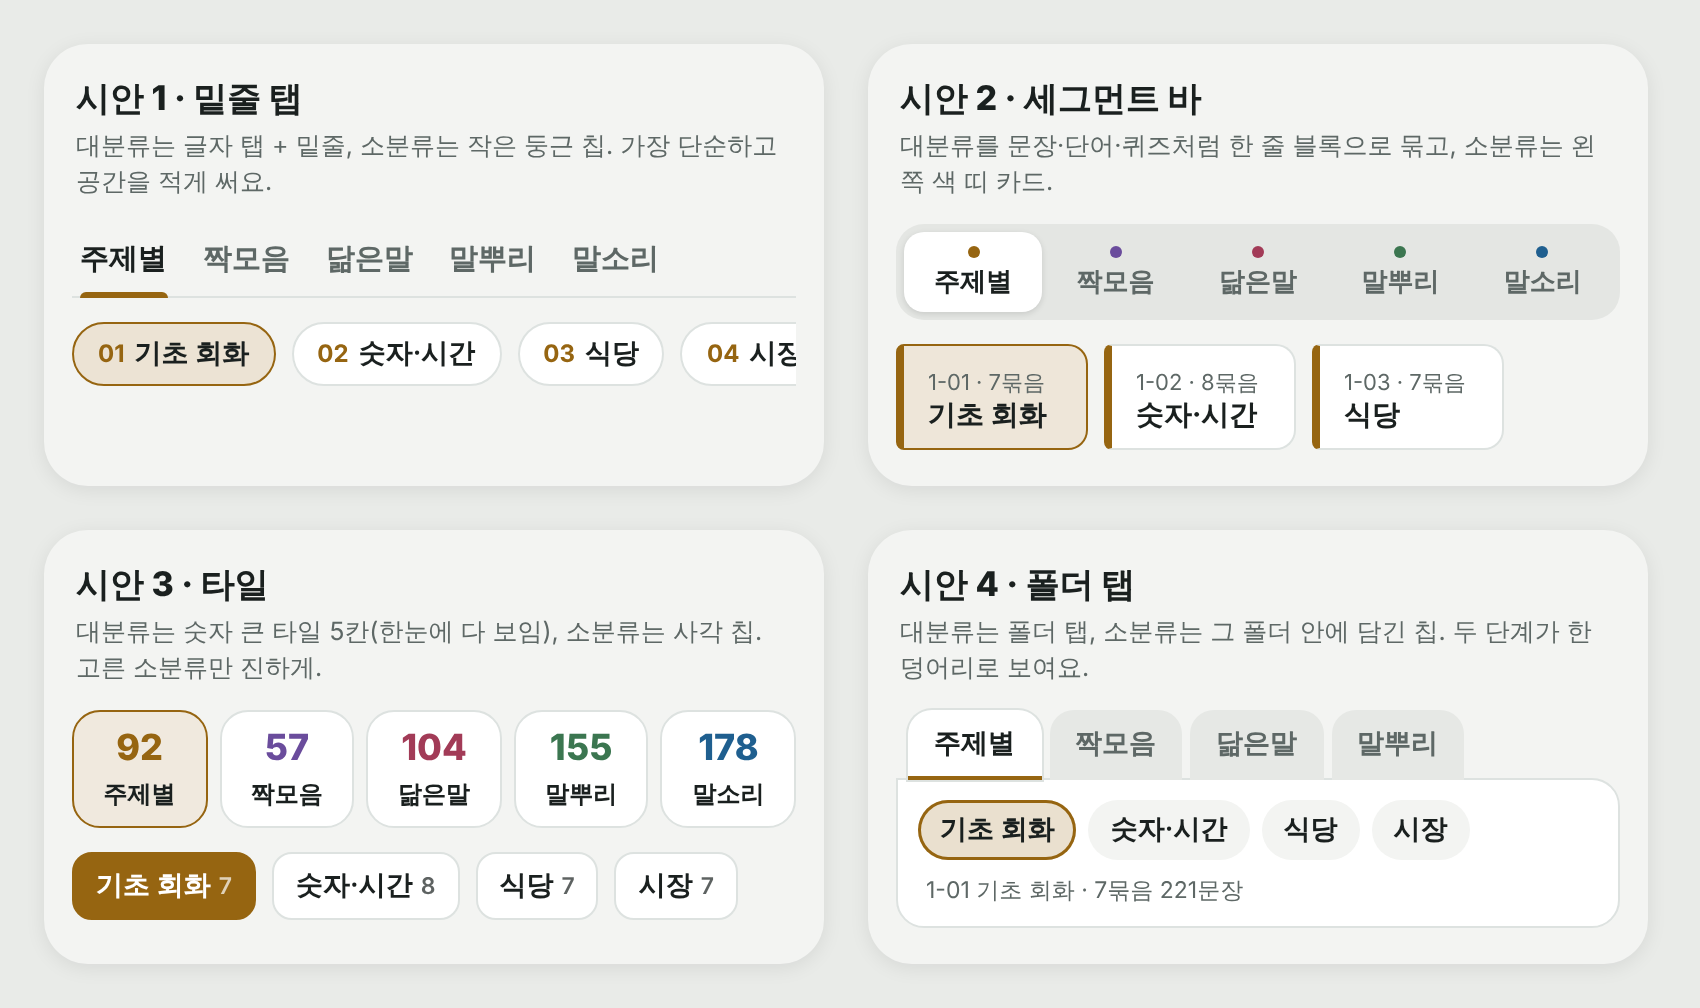 시안 1 · 밑줄 탭
대분류는 글자 탭 + 밑줄, 소분류는 작은 둥근 칩. 가장 단순하고
공간을 적게 써요.
주제별 짝모음 닮은말 말뿌리 말소리
01 기초 회화 02 숫자·시간 03 식당 04 시장
시안 2 · 세그먼트 바
대분류를 문장·단어·퀴즈처럼 한 줄 블록으로 묶고, 소분류는 왼
쪽 색 띠 카드.
주제별 짝모음 닮은말 말뿌리 말소리
1-01 · 7묶음 1-02 · 8묶음 1-03 · 7묶음
기초 회화 숫자·시간 식당
시안 3 · 타일
대분류는 숫자 큰 타일 5칸(한눈에 다 보임), 소분류는 사각 칩.
고른 소분류만 진하게.
92 57 104 155 178
주제별 짝모음 닮은말 말뿌리 말소리
기초 회화 7 숫자·시간 8 식당 7 시장 7
시안 4 · 폴더 탭
대분류는 폴더 탭, 소분류는 그 폴더 안에 담긴 칩. 두 단계가 한
덩어리로 보여요.
주제별 짝모음 닮은말 말뿌리
기초 회화 숫자·시간 식당 시장
1-01 기초 회화 · 7묶음 221문장